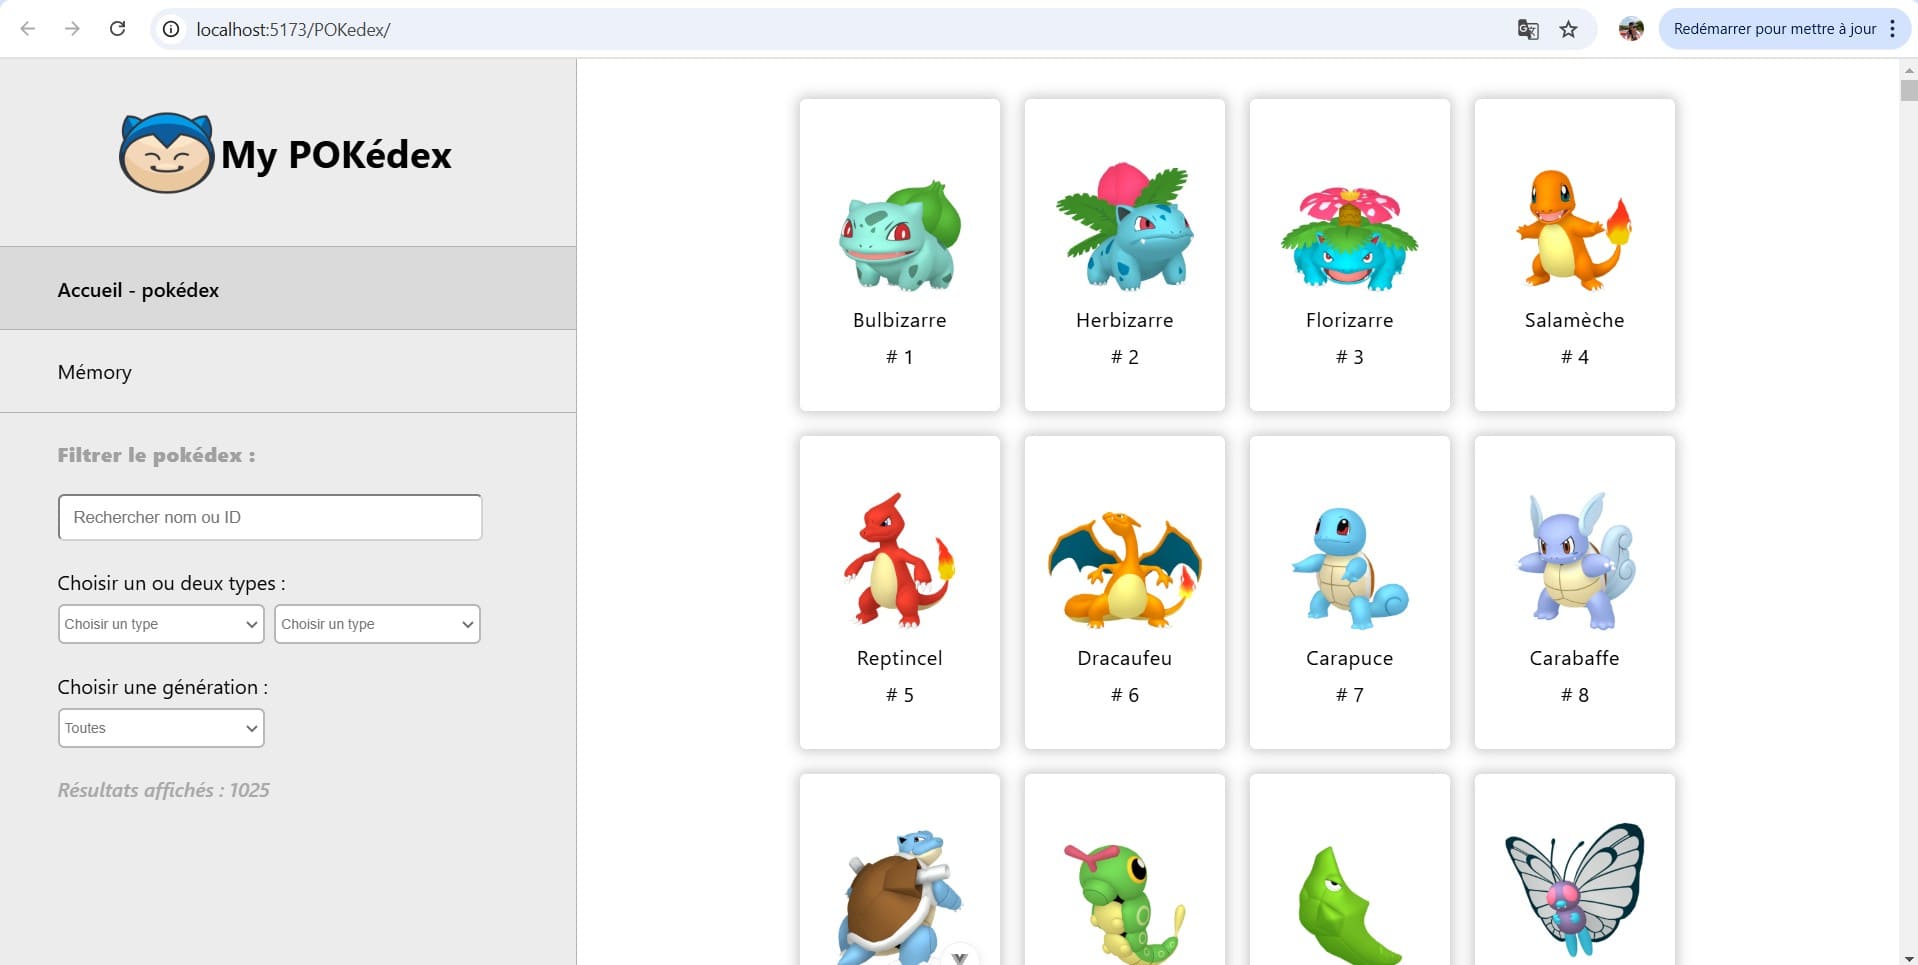 localhost:5173/POKedex/
Redémarrer pour mettre à jour
My POKédex
Accueil - pokédex
Mémory
Filtrer le pokédex :
Rechercher nom ou ID
Choisir un ou deux types :
Choisir un type Choisir un type
Choisir une génération :
Toutes
Résultats affichés : 1025
Bulbizarre Herbizarre Florizarre Salamèche
# 1 # 2 # 3 # 4
Reptincel Dracaufeu Carapuce Carabaffe
# 5 # 6 # 7 # 8